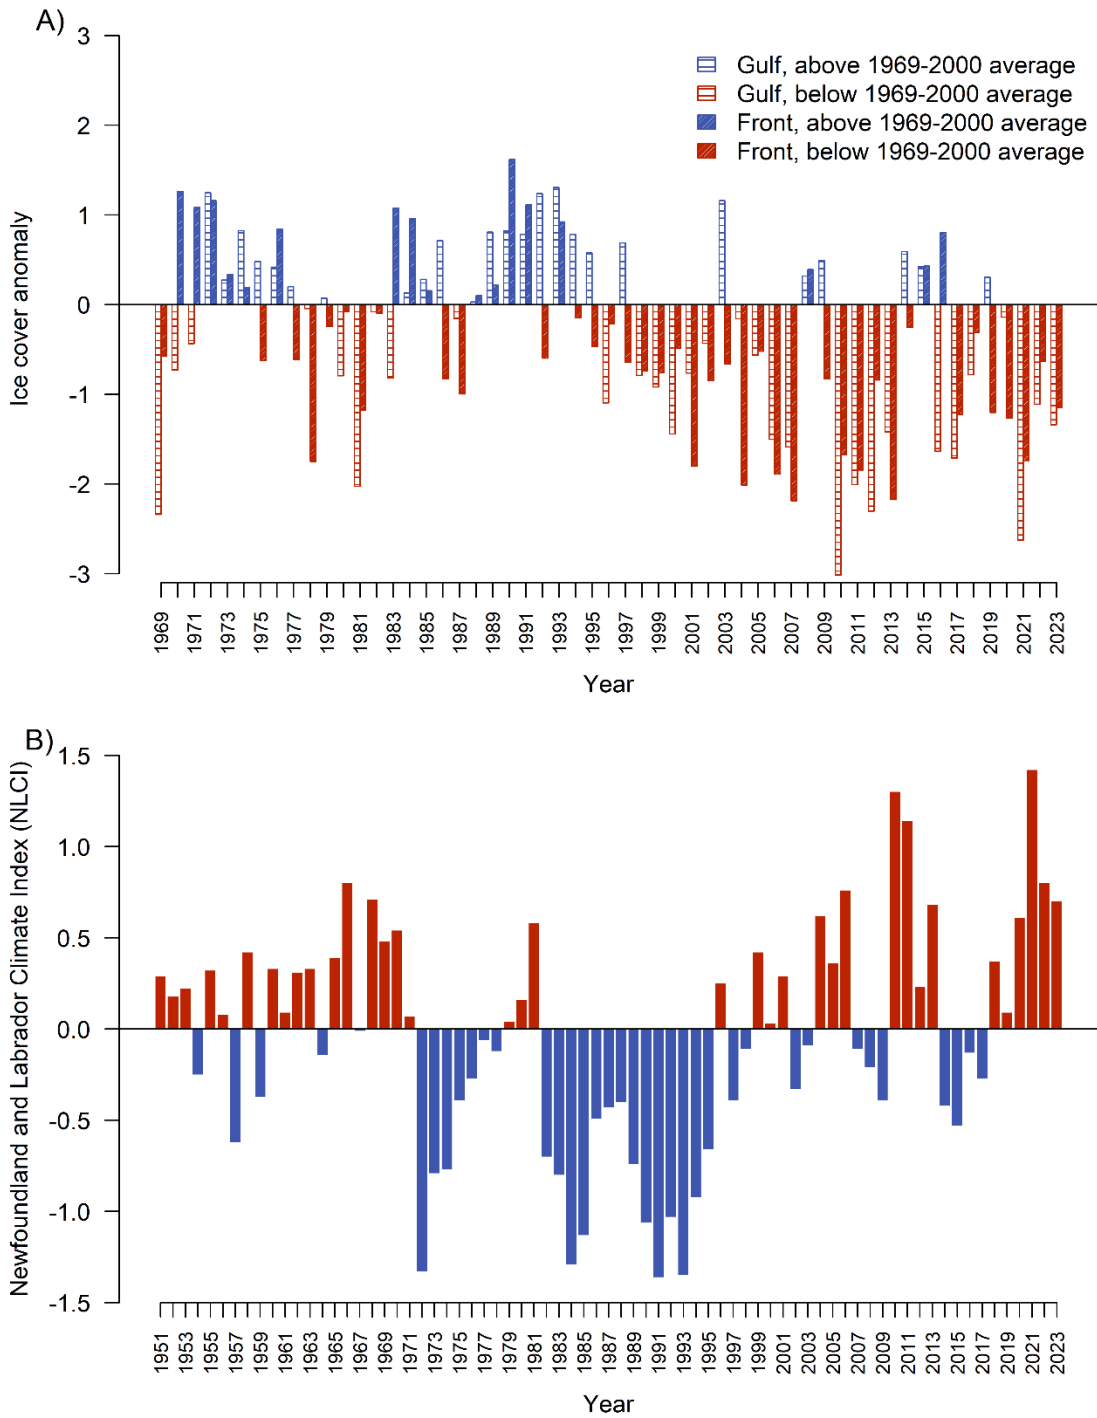 A)
3
2
1
0
-1
-2
-3
Ice cover anomaly
Gulf, above 1969-2000 average
Gulf, below 1969-2000 average
Front, above 1969-2000 average
Front, below 1969-2000 average
1969 1971 1973 1975 1977 1979 1981 1983 1985 1987 1989 1991 1993 1995 1997 1999 2001 2003 2005 2007 2009 2011 2013 2015 2017 2019 2021 2023
Year
B)
1.5
1.0
0.5
0.0
-0.5
-1.0
-1.5
Newfoundland and Labrador Climate Index (NLCI)
1951 1953 1955 1957 1959 1961 1963 1965 1967 1969 1971 1973 1975 1977 1979 1981 1983 1985 1987 1989 1991 1993 1995 1997 1999 2001 2003 2005 2007 2009 2011 2013 2015 2017 2019 2021 2023
Year